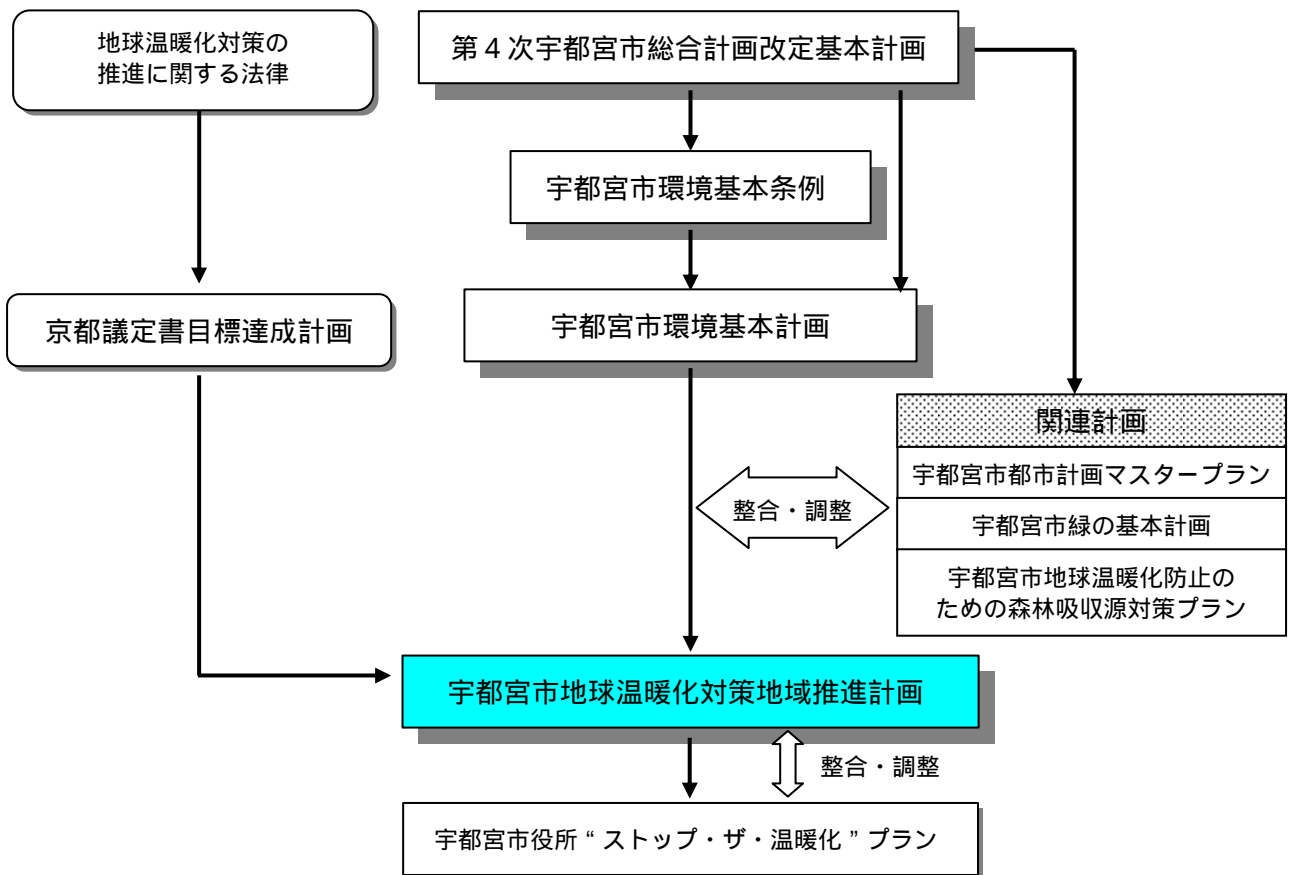 地球温暖化対策の
推進に関する法律
第4次宇都宮市総合計画改定基本計画
宇都宮市環境基本条例
京都議定書目標達成計画
宇都宮市環境基本計画
関連計画
宇都宮市都市計画マスタープラン
宇都宮市緑の基本計画
宇都宮市地球温暖化防止の
ための森林吸収源対策プラン
整合・調整
宇都宮市地球温暖化対策地域推進計画
整合・調整
宇都宮市役所“ストップ・ザ・温暖化”プラン